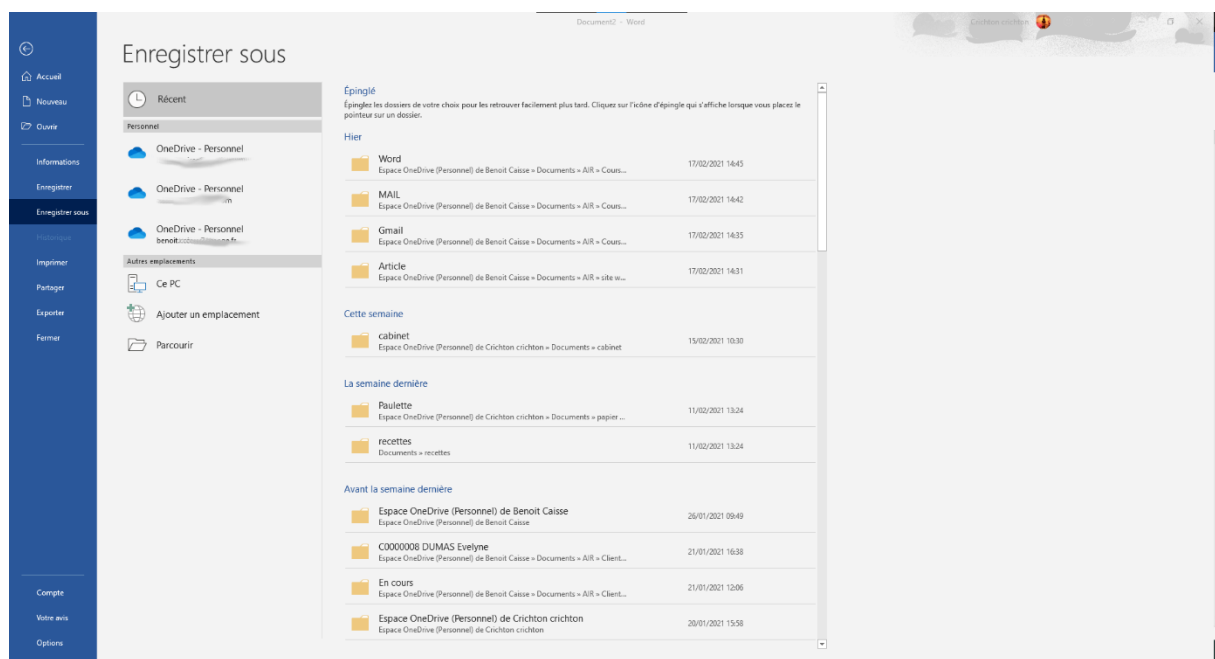 Document2 - Word
Crichton crichton
Accueil
Nouveau
Ouvrir
Informations
Enregistrer
Enregistrer sous
Historique
Imprimer
Partager
Exporter
Fermer
Compte
Votre avis
Options
Enregistrer sous
Récent
Personnel
OneDrive - Personnel
OneDrive - Personnel
OneDrive - Personnel
Autres emplacements
Ce PC
Ajouter un emplacement
Parcourir
Épinglé
Épinglez les dossiers de votre choix pour les retrouver facilement plus tard. Cliquez sur l'icône d'épingle qui s'affiche lorsque vous placez le
pointeur sur un dossier.
Hier
Word
Espace OneDrive (Personnel) de Benoit Caisse » Documents » AIR » Cours...
17/02/2021 14:45
MAIL
Espace OneDrive (Personnel) de Benoit Caisse » Documents » AIR » Cours...
17/02/2021 14:42
Gmail
Espace OneDrive (Personnel) de Benoit Caisse » Documents » AIR » Cours...
17/02/2021 14:35
Article
Espace OneDrive (Personnel) de Benoit Caisse » Documents » AIR » site w...
17/02/2021 14:31
Cette semaine
cabinet
Espace OneDrive (Personnel) de Crichton crichton » Documents » cabinet
15/02/2021 10:30
La semaine dernière
Paulette
Espace OneDrive (Personnel) de Crichton crichton » Documents » papier ...
11/02/2021 13:24
recettes
Documents » recettes
11/02/2021 13:24
Avant la semaine dernière
Espace OneDrive (Personnel) de Benoit Caisse
Espace OneDrive (Personnel) de Benoit Caisse
26/01/2021 09:49
C0000008 DUMAS Evelyne
Espace OneDrive (Personnel) de Benoit Caisse » Documents » AIR » Client...
21/01/2021 16:38
En cours
Espace OneDrive (Personnel) de Benoit Caisse » Documents » AIR » Client...
21/01/2021 12:06
Espace OneDrive (Personnel) de Crichton crichton
Espace OneDrive (Personnel) de Crichton crichton
20/01/2021 15:58